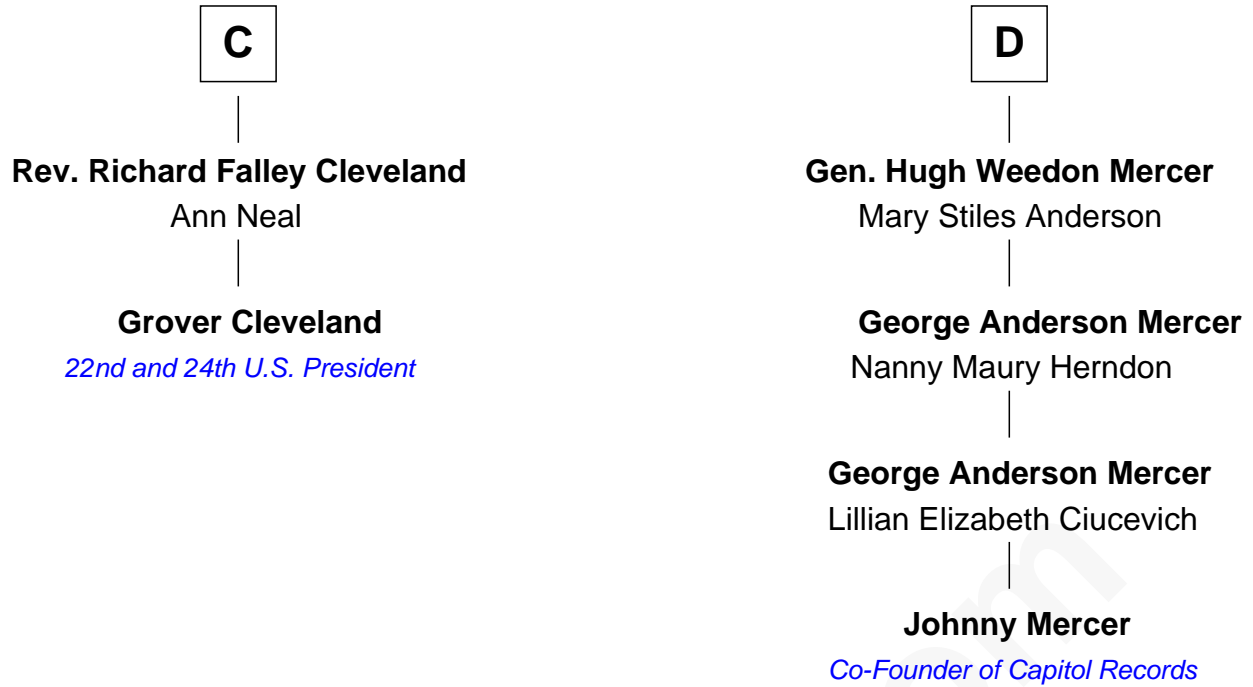 C
Rev. Richard Falley Cleveland
Ann Neal
Grover Cleveland
22nd and 24th U.S. President
D
Gen. Hugh Weedon Mercer
Mary Stiles Anderson
George Anderson Mercer
Nanny Maury Herndon
George Anderson Mercer
Lillian Elizabeth Ciucevich
Johnny Mercer
Co-Founder of Capitol Records